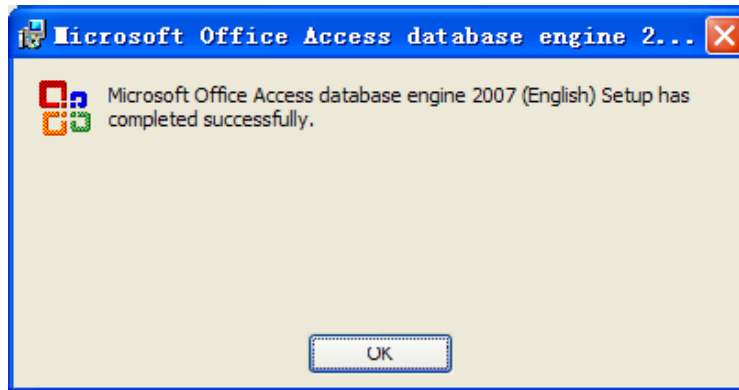 Microsoft Office Access database engine 2...
Microsoft Office Access database engine 2007 (English) Setup has
completed successfully.
OK